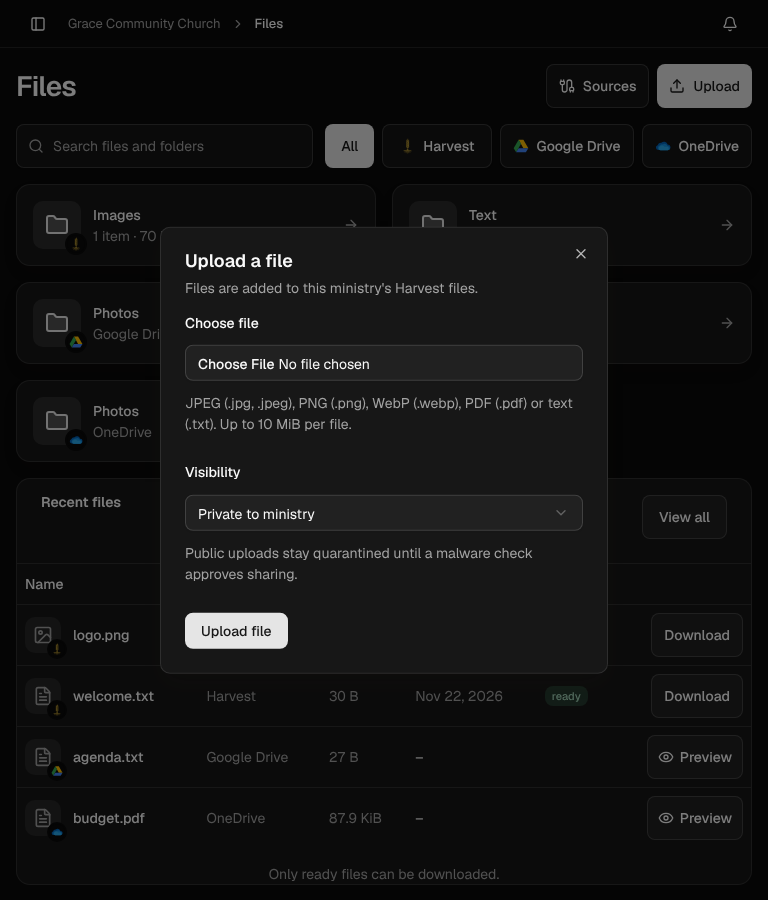 Grace Community Church > Files
Files
Sources
Upload
Search files and folders
All
Harvest
Google Drive
OneDrive
Images
1 item · 70
Text
Photos
Google Dri
Photos
OneDrive
Upload a file
Files are added to this ministry's Harvest files.
Choose file
Choose File No file chosen
JPEG (.jpg, .jpeg), PNG (.png), WebP (.webp), PDF (.pdf) or text
(.txt). Up to 10 MiB per file.
Visibility
Private to ministry
Public uploads stay quarantined until a malware check
approves sharing.
Upload file
Recent files
View all
Name
logo.png
Download
welcome.txt Harvest 30 B Nov 22, 2026 ready Download
agenda.txt Google Drive 27 B – Preview
budget.pdf OneDrive 87.9 KiB – Preview
Only ready files can be downloaded.